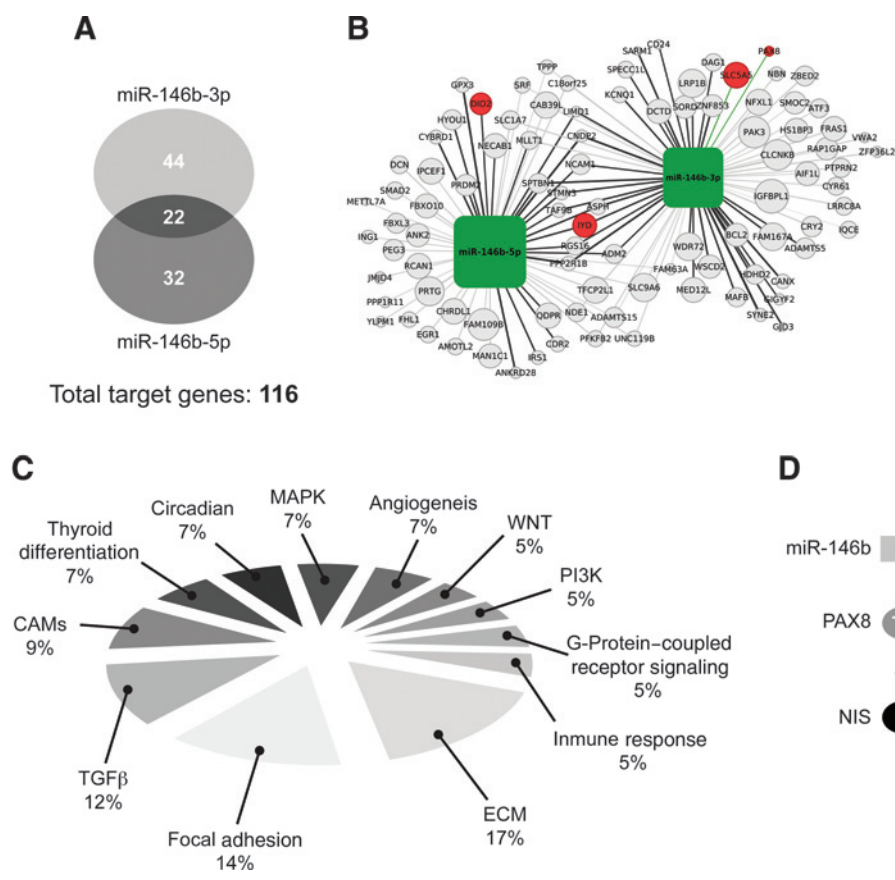 A
miR-146b-3p
44
22
32
miR-146b-5p
Total target genes: 116
B
CD24
SARM1
PAX8
DAG1
SPECC1L
SLC5A5
TPPP
NBN
ZBED2
GPX3
SRF
C18orf25
LRP1B
KCNQ1
NFXL1
DIO2
CAB39L
LIMD1
DCTD
SORD
ZNF853
SMOC2
ATF3
HYOU1
SLC1A7
PAK3
HS1BP3
FRAS1
CYBRD1
NECAB1
MLLT1
CNDP2
VWA2
RAP1GAP
ZFP36L2
CLCNKB
DCN
IPCEF1
NCAM1
PTPRN2
AIF1L
miR-146b-3p
SMAD2
PRDM2
SPTBN1
CYR61
METTL7A
STMN3
IGFBPL1
FBXO10
TAF9B
ASPH
LRRC8A
FBXL3
IYD
CRY2
ING1
ANK2
BCL2
FAM167A
IQCE
PEG3
miR-146b-5p
RGS16
ADM2
WDR72
ADAMTS5
RCAN1
PPP2R1B
FAM63A
WSCD2
HDHD2
JMJD4
CANX
PRTG
TFCP2L1
SLC9A6
MED12L
GIGYF2
PPP1R11
MAFB
CHRDL1
NDE1
ADAMTS15
SYNE2
YLPM1
FHL1
QDPR
GID3
FAM109B
EGR1
PFKFB2
UNC119B
AMOTL2
CDR2
MAN1C1
IRS1
ANKRD28
C
MAPK
7%
Angiogeneis
7%
Circadian
7%
WNT
5%
Thyroid
differentiation
7%
PI3K
5%
CAMs
9%
G-Protein–coupled
receptor signaling
5%
Inmune response
5%
TGFβ
12%
ECM
17%
Focal adhesion
14%
D
miR-146b
PAX8
NIS